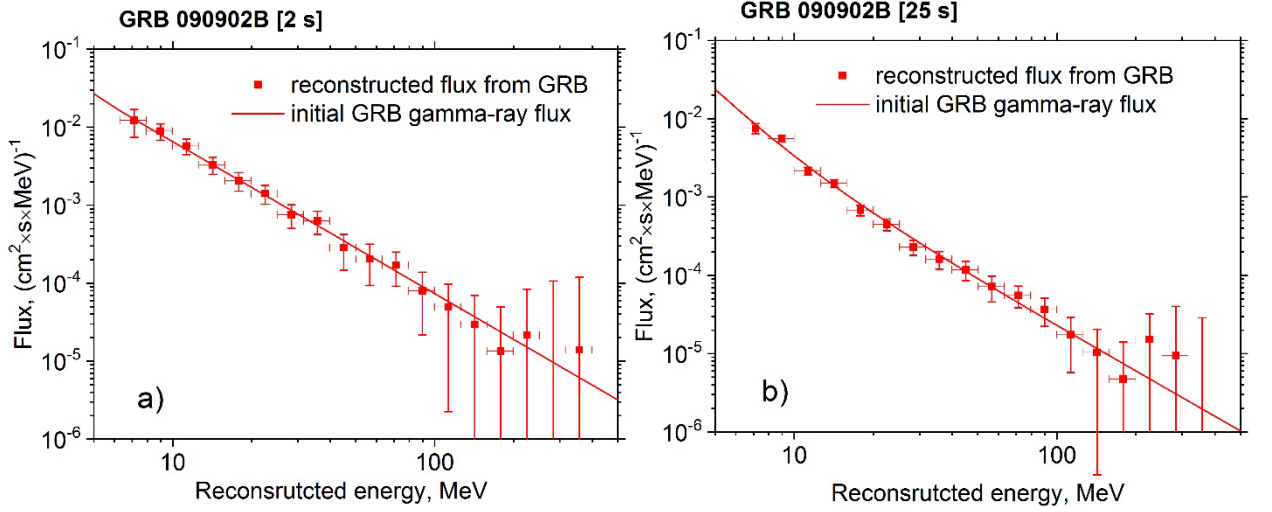 GRB 090902B [2 s]
reconstructed flux from GRB
initial GRB gamma-ray flux
Flux, (cm²×s×MeV)⁻¹
10⁻¹
10⁻²
10⁻³
10⁻⁴
10⁻⁵
10⁻⁶
a)
10
100
Reconsrutcted energy, MeV
GRB 090902B [25 s]
reconstructed flux from GRB
initial GRB gamma-ray flux
Flux, (cm²×s×MeV)⁻¹
10⁻¹
10⁻²
10⁻³
10⁻⁴
10⁻⁵
10⁻⁶
b)
10
100
Reconsrutcted energy, MeV